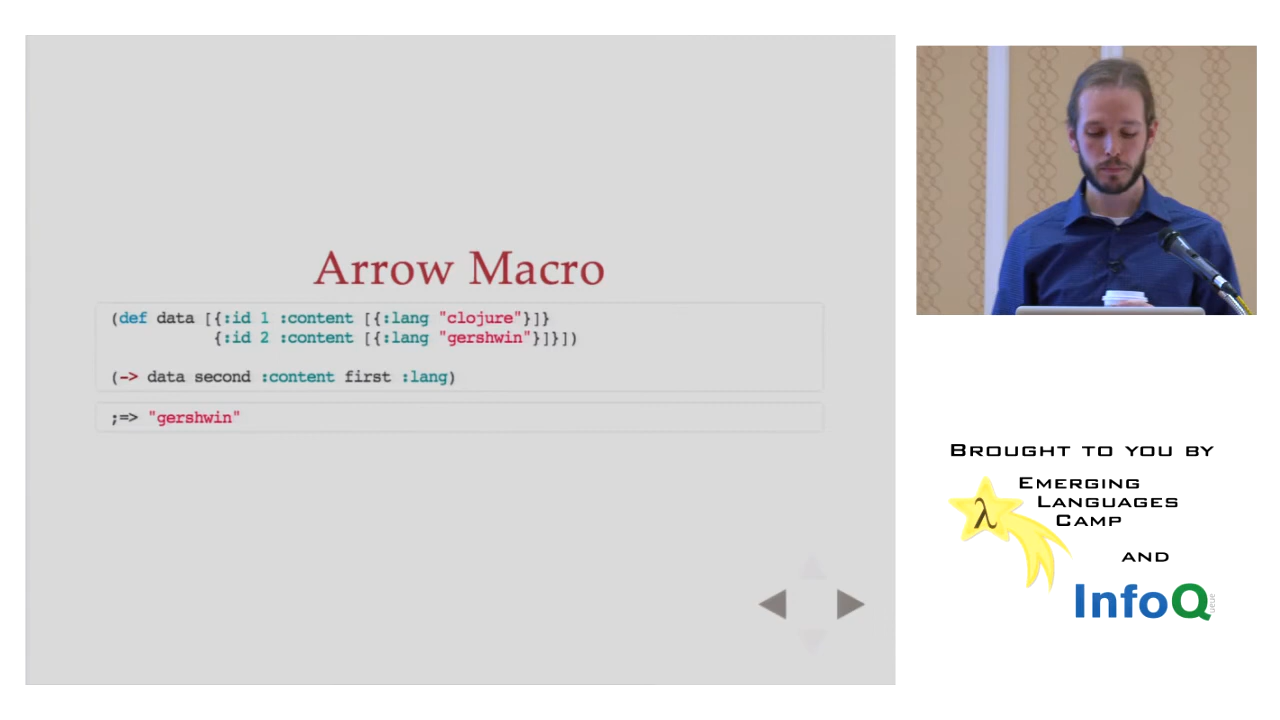 Arrow Macro
(def data [{:id 1 :content [{:lang "clojure"}]}
{:id 2 :content [{:lang "gershwin"}]}])
(-> data second :content first :lang)
;=> "gershwin"
BROUGHT TO YOU BY
λ
EMERGING
LANGUAGES
CAMP
AND
InfoQ
ueue